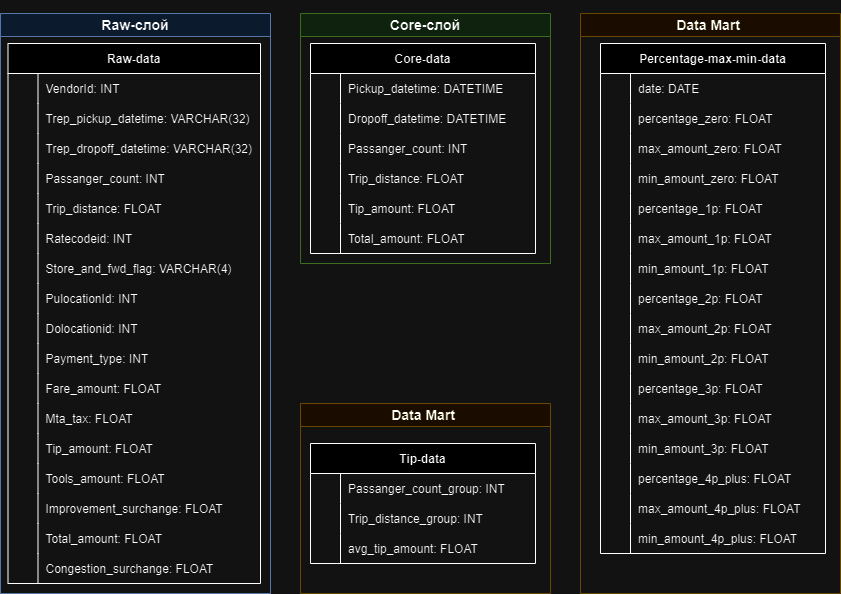 Raw-слой
Raw-data
VendorId: INT
Trep_pickup_datetime: VARCHAR(32)
Trep_dropoff_datetime: VARCHAR(32)
Passanger_count: INT
Trip_distance: FLOAT
Ratecodeid: INT
Store_and_fwd_flag: VARCHAR(4)
PulocationId: INT
Dolocationid: INT
Payment_type: INT
Fare_amount: FLOAT
Mta_tax: FLOAT
Tip_amount: FLOAT
Tools_amount: FLOAT
Improvement_surchange: FLOAT
Total_amount: FLOAT
Congestion_surchange: FLOAT
Core-слой
Core-data
Pickup_datetime: DATETIME
Dropoff_datetime: DATETIME
Passanger_count: INT
Trip_distance: FLOAT
Tip_amount: FLOAT
Total_amount: FLOAT
Data Mart
Tip-data
Passanger_count_group: INT
Trip_distance_group: INT
avg_tip_amount: FLOAT
Data Mart
Percentage-max-min-data
date: DATE
percentage_zero: FLOAT
max_amount_zero: FLOAT
min_amount_zero: FLOAT
percentage_1p: FLOAT
max_amount_1p: FLOAT
min_amount_1p: FLOAT
percentage_2p: FLOAT
max_amount_2p: FLOAT
min_amount_2p: FLOAT
percentage_3p: FLOAT
max_amount_3p: FLOAT
min_amount_3p: FLOAT
percentage_4p_plus: FLOAT
max_amount_4p_plus: FLOAT
min_amount_4p_plus: FLOAT